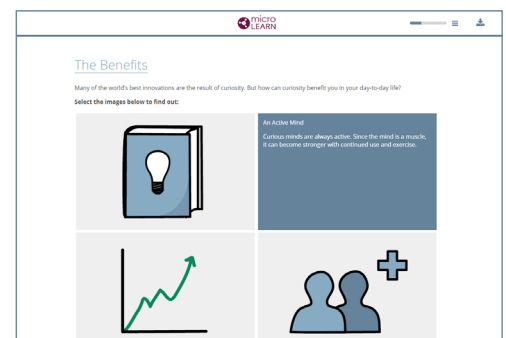 micro
LEARN
The Benefits
Many of the world's best innovations are the result of curiosity. But how can curiosity benefit you in your day-to-day life?
Select the images below to find out:
An Active Mind
Curious minds are always active. Since the mind is a muscle,
it can become stronger with continued use and exercise.